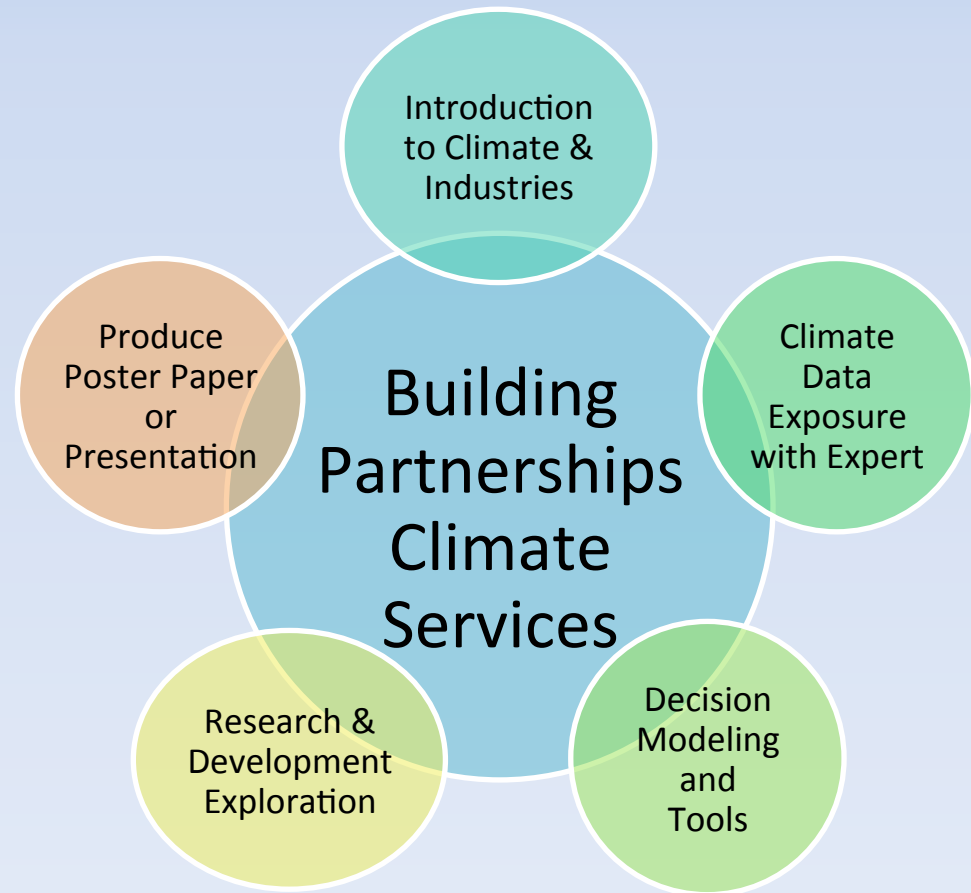 Introduction
to Climate &
Industries
Climate
Data
Exposure
with Expert
Decision
Modeling
and
Tools
Research &
Development
Exploration
Produce
Poster Paper
or
Presentation
Building
Partnerships
Climate
Services